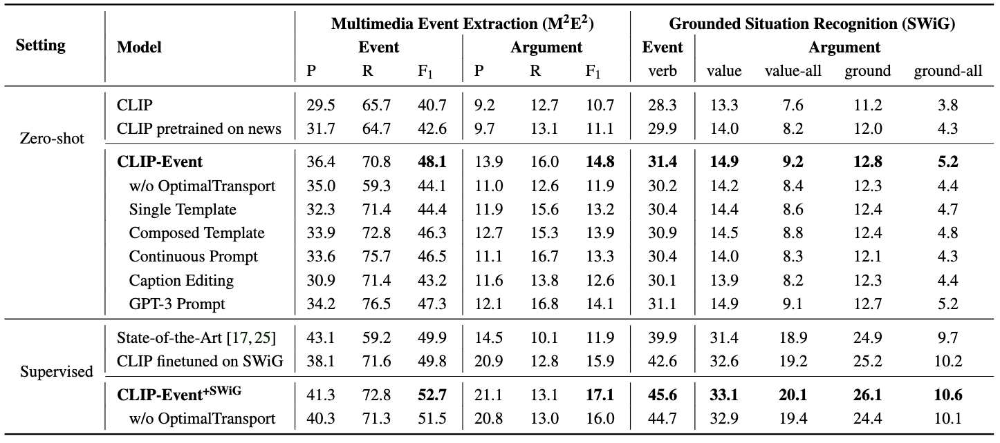 Setting Model Multimedia Event Extraction (M²E²) Grounded Situation Recognition (SWiG)
Event Argument Event Argument
P R F₁ P R F₁ verb value value-all ground ground-all
Zero-shot
CLIP 29.5 65.7 40.7 9.2 12.7 10.7 28.3 13.3 7.6 11.2 3.8
CLIP pretrained on news 31.7 64.7 42.6 9.7 13.1 11.1 29.9 14.0 8.2 12.0 4.3
CLIP-Event 36.4 70.8 48.1 13.9 16.0 14.8 31.4 14.9 9.2 12.8 5.2
w/o OptimalTransport 35.0 59.3 44.1 11.0 12.6 11.9 30.2 14.2 8.4 12.3 4.4
Single Template 32.3 71.4 44.4 11.9 15.6 13.2 30.4 14.4 8.6 12.4 4.7
Composed Template 33.9 72.8 46.3 12.7 15.3 13.9 30.9 14.5 8.8 12.4 4.8
Continuous Prompt 33.6 75.7 46.5 11.1 16.7 13.3 30.4 14.0 8.3 12.1 4.3
Caption Editing 30.9 71.4 43.2 11.6 13.8 12.6 30.1 13.9 8.2 12.3 4.4
GPT-3 Prompt 34.2 76.5 47.3 12.1 16.8 14.1 31.1 14.9 9.1 12.7 5.2
Supervised
State-of-the-Art [17, 25] 43.1 59.2 49.9 14.5 10.1 11.9 39.9 31.4 18.9 24.9 9.7
CLIP finetuned on SWiG 38.1 71.6 49.8 20.9 12.8 15.9 42.6 32.6 19.2 25.2 10.2
CLIP-Event+SWiG 41.3 72.8 52.7 21.1 13.1 17.1 45.6 33.1 20.1 26.1 10.6
w/o OptimalTransport 40.3 71.3 51.5 20.8 13.0 16.0 44.7 32.9 19.4 24.4 10.1